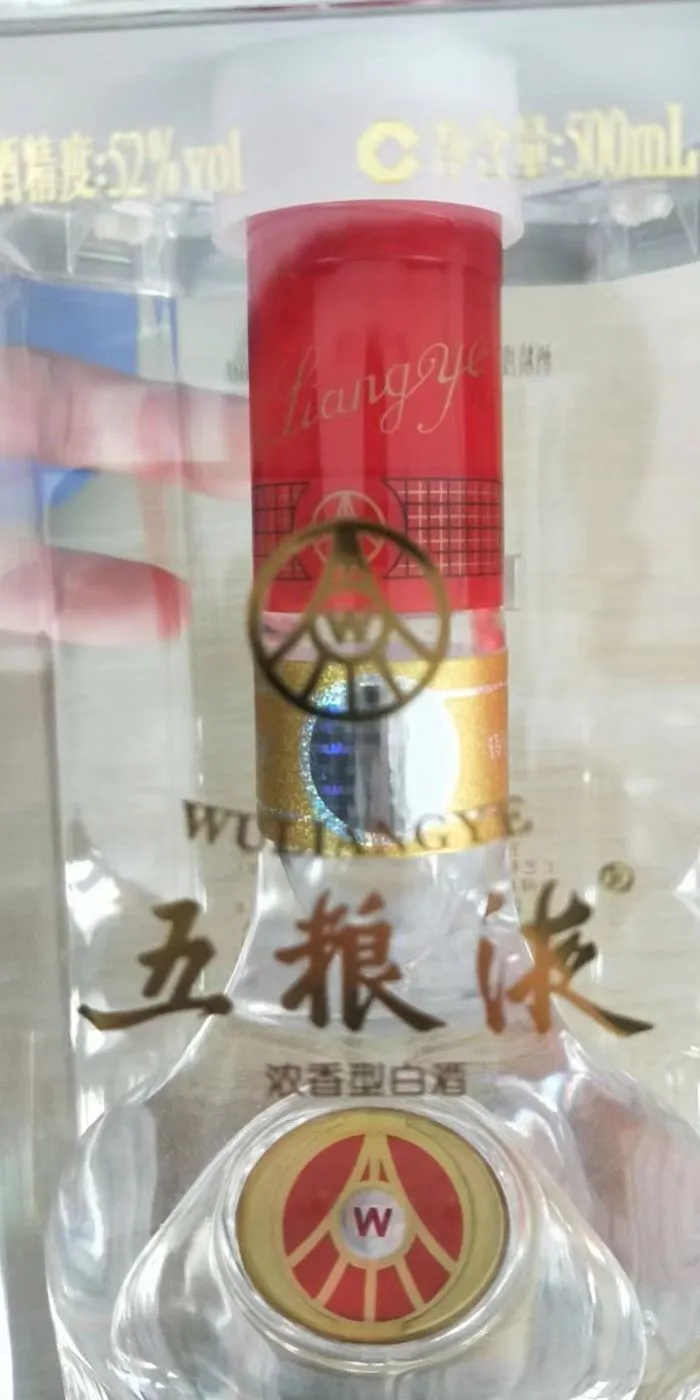 酒精度:52%vol
C 净含量:500mL
LiangYe
W
WULIANGYE
五粮液®
浓香型白酒
W